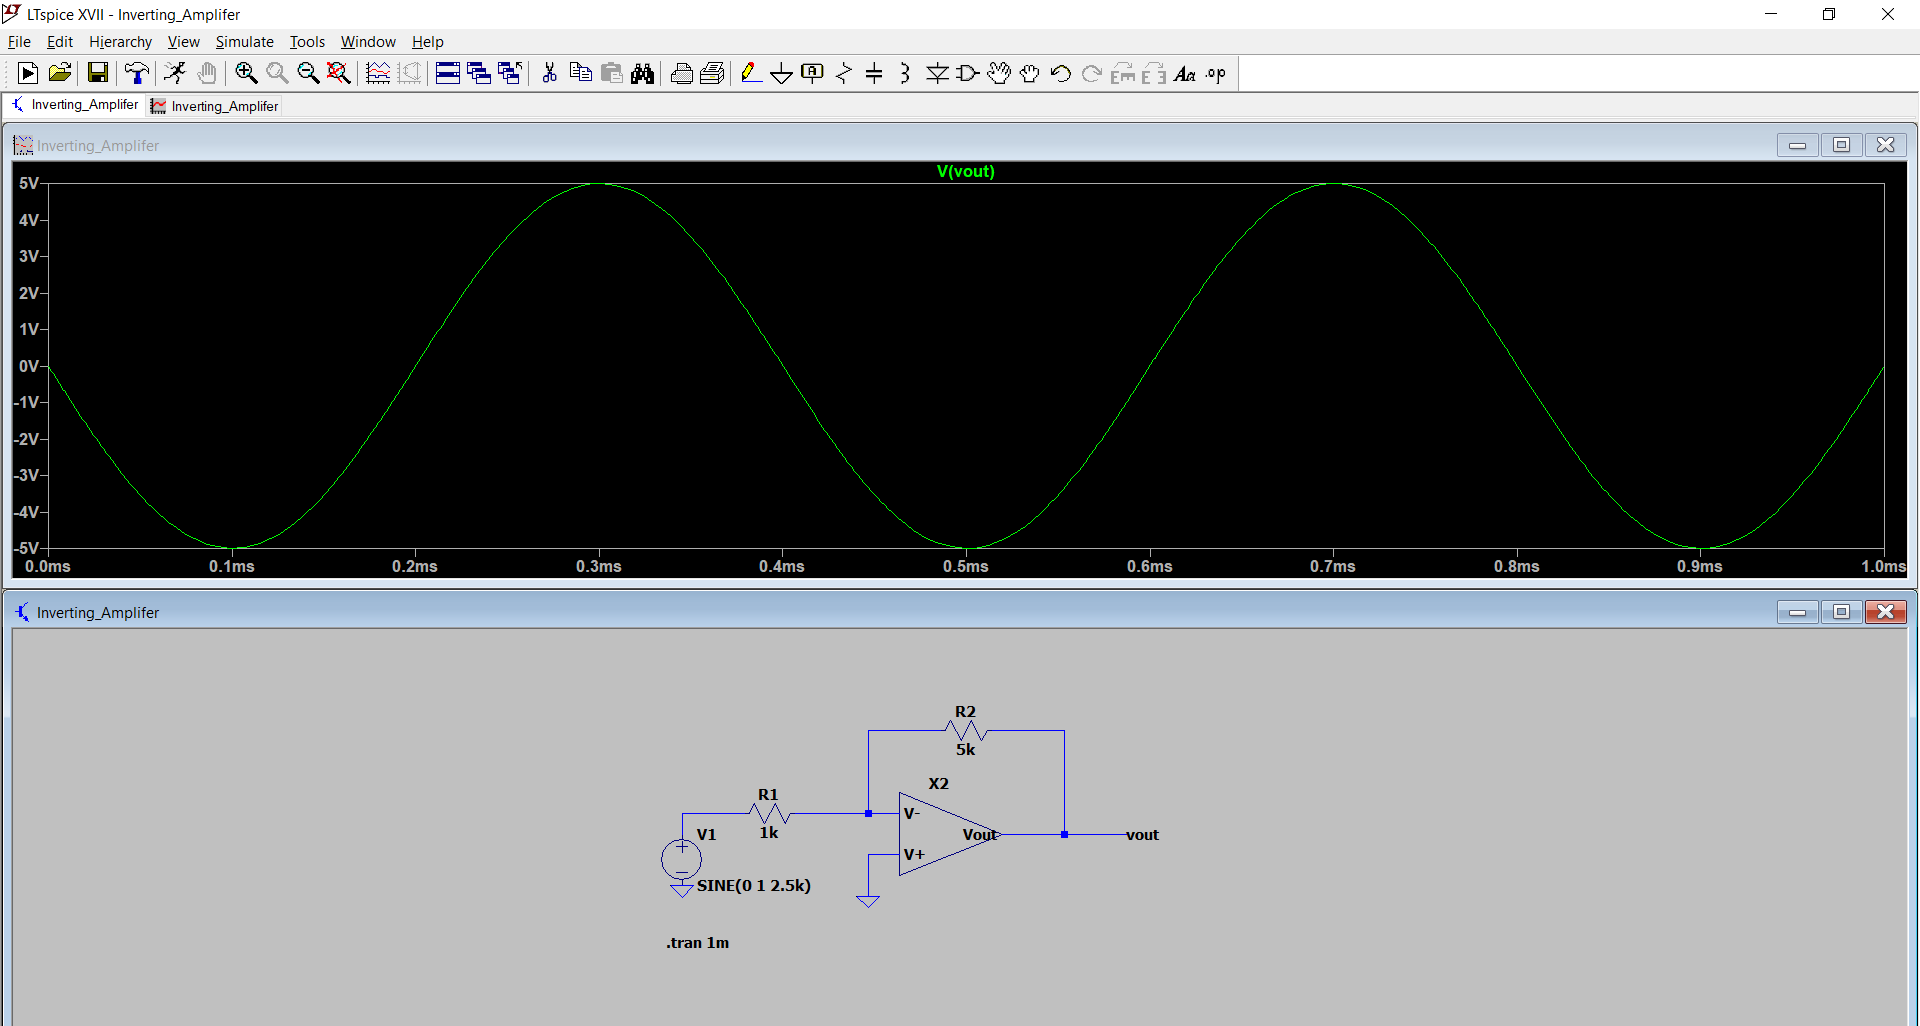 LTspice XVII - Inverting_Amplifer
File Edit Hierarchy View Simulate Tools Window Help
.op
Inverting_Amplifer Inverting_Amplifer
Inverting_Amplifer
V(vout)
5V
4V
3V
2V
1V
0V
-1V
-2V
-3V
-4V
-5V
0.0ms 0.1ms 0.2ms 0.3ms 0.4ms 0.5ms 0.6ms 0.7ms 0.8ms 0.9ms 1.0ms
Inverting_Amplifer
R2
5k
X2
R1
1k
V-
V1
Vout
vout
V+
SINE(0 1 2.5k)
.tran 1m